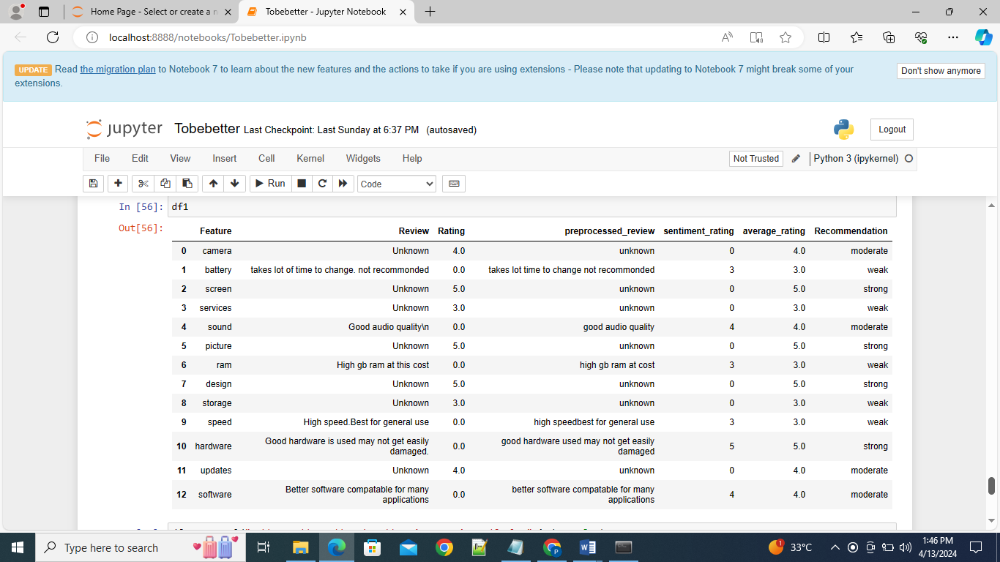 Home Page - Select or create a n
Tobebetter - Jupyter Notebook
localhost:8888/notebooks/Tobebetter.ipynb
UPDATE Read the migration plan to Notebook 7 to learn about the new features and the actions to take if you are using extensions - Please note that updating to Notebook 7 might break some of your
extensions.
Don't show anymore
jupyter Tobebetter Last Checkpoint: Last Sunday at 6:37 PM (autosaved)
Logout
File Edit View Insert Cell Kernel Widgets Help
Not Trusted
Python 3 (ipykernel)
Run
Code
In [56]: df1
Out[56]:
Feature Review Rating preprocessed_review sentiment_rating average_rating Recommendation
0 camera Unknown 4.0 unknown 0 4.0 moderate
1 battery takes lot of time to change. not recommonded 0.0 takes lot time to change not recommonded 3 3.0 weak
2 screen Unknown 5.0 unknown 0 5.0 strong
3 services Unknown 3.0 unknown 0 3.0 weak
4 sound Good audio quality\n 0.0 good audio quality 4 4.0 moderate
5 picture Unknown 5.0 unknown 0 5.0 strong
6 ram High gb ram at this cost 0.0 high gb ram at cost 3 3.0 weak
7 design Unknown 5.0 unknown 0 5.0 strong
8 storage Unknown 3.0 unknown 0 3.0 weak
9 speed High speed.Best for general use 0.0 high speedbest for general use 3 3.0 weak
10 hardware Good hardware is used may not get easily
damaged. 0.0 good hardware used may not get easily
damaged 5 5.0 strong
11 updates Unknown 4.0 unknown 0 4.0 moderate
12 software Better software compatable for many
applications 0.0 better software compatable for many
applications 4 4.0 moderate
Type here to search
1
33°C
1:46 PM
4/13/2024